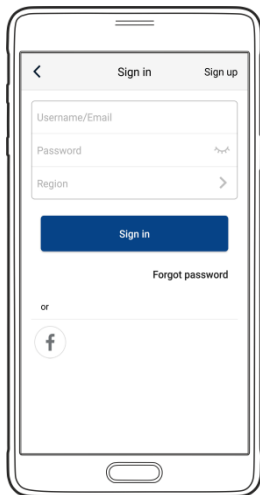 Sign in Sign up
Username/Email
Password
Region
Sign in
Forgot password
or
f